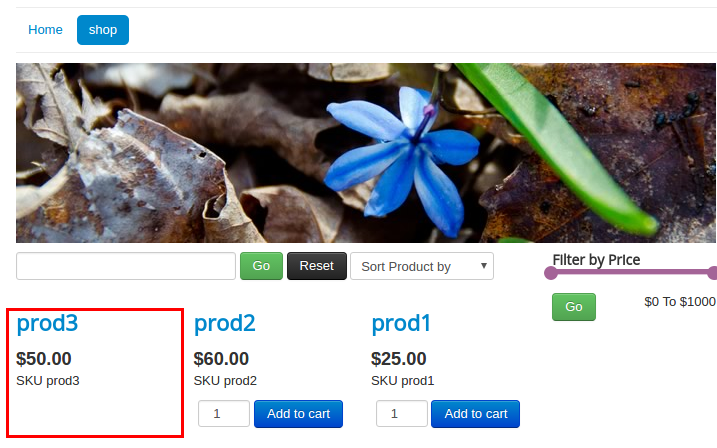 Home shop
Go Reset Sort Product by
Filter by Price
Go $0 To $1000
prod3 prod2 prod1
$50.00 $60.00 $25.00
SKU prod3 SKU prod2 SKU prod1
1 Add to cart 1 Add to cart